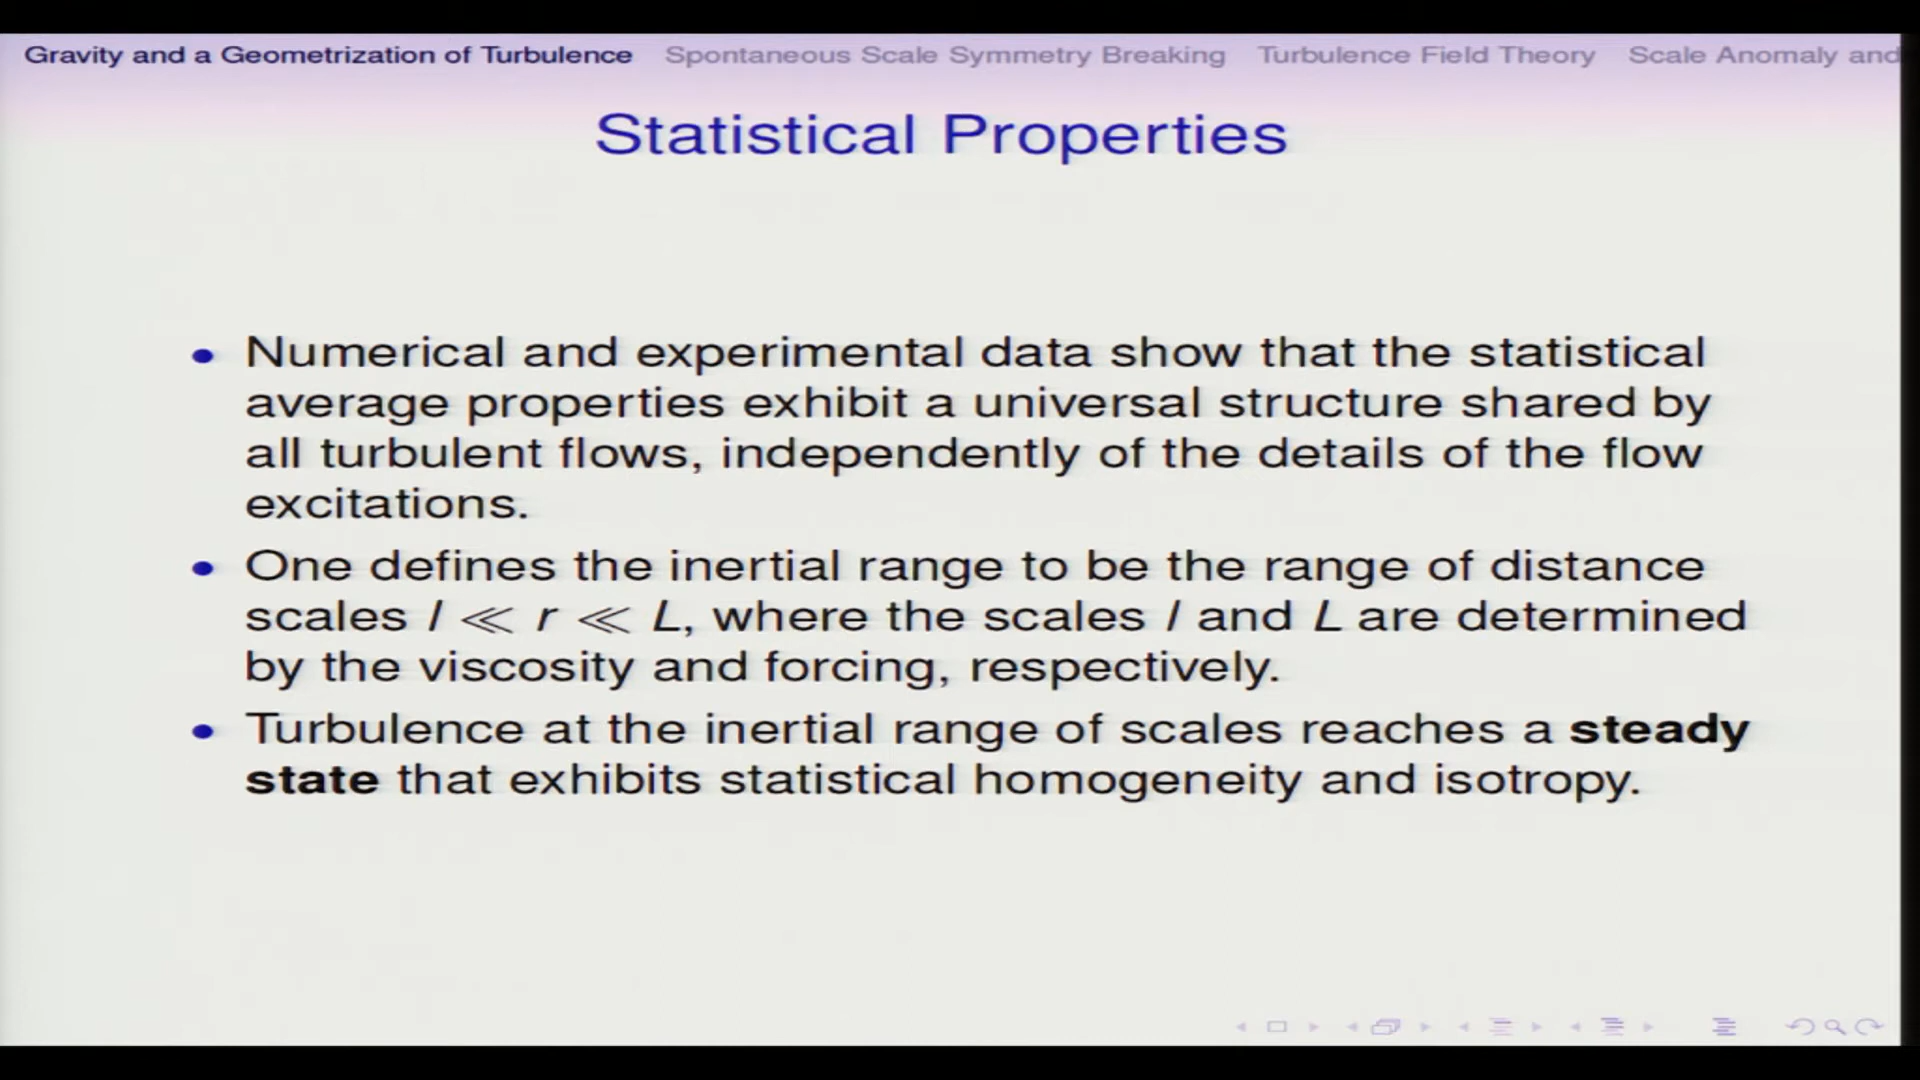 Gravity and a Geometrization of Turbulence Spontaneous Scale Symmetry Breaking Turbulence Field Theory Scale Anomaly and
Statistical Properties
• Numerical and experimental data show that the statistical
average properties exhibit a universal structure shared by
all turbulent flows, independently of the details of the flow
excitations.
• One defines the inertial range to be the range of distance
scales l ≪ r ≪ L, where the scales l and L are determined
by the viscosity and forcing, respectively.
• Turbulence at the inertial range of scales reaches a steady
state that exhibits statistical homogeneity and isotropy.